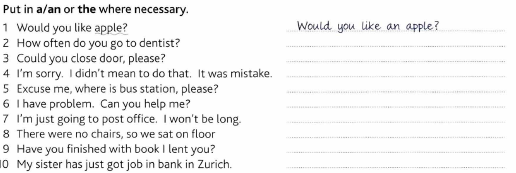 Put in a/an or the where necessary.
1 Would you like apple? Would you like an apple?
2 How often do you go to dentist?
3 Could you close door, please?
4 I'm sorry. I didn't mean to do that. It was mistake.
5 Excuse me, where is bus station, please?
6 I have problem. Can you help me?
7 I'm just going to post office. I won't be long.
8 There were no chairs, so we sat on floor
9 Have you finished with book I lent you?
10 My sister has just got job in bank in Zurich.